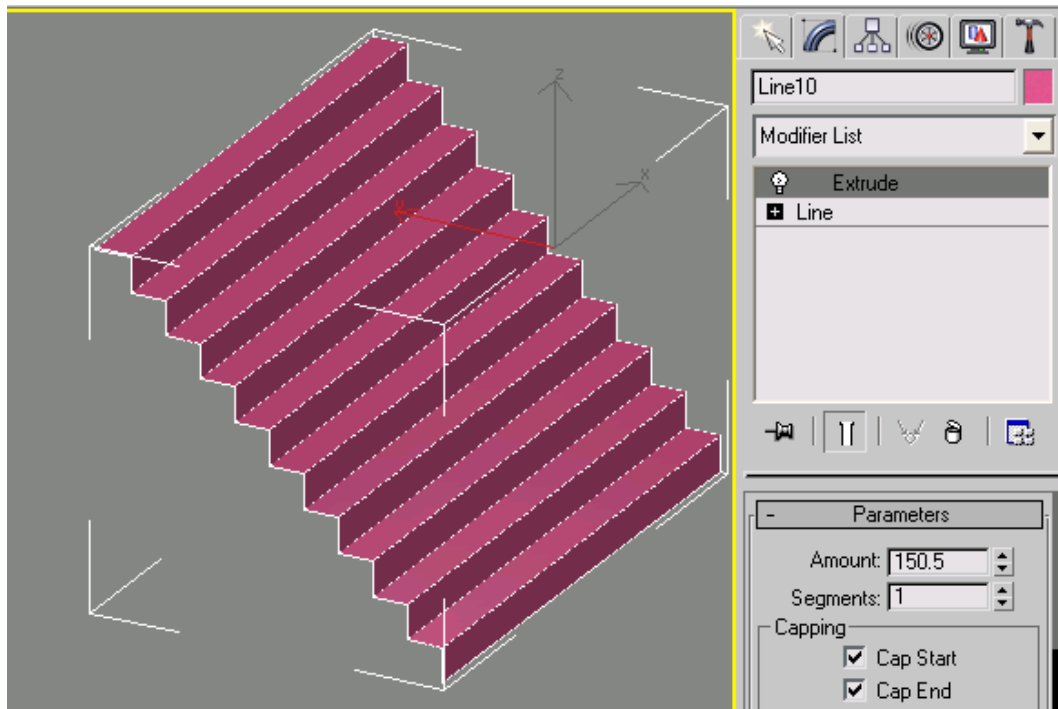 z
x
y
Line10
Modifier List
Extrude
Line
Parameters
Amount: 150.5
Segments: 1
Capping
Cap Start
Cap End